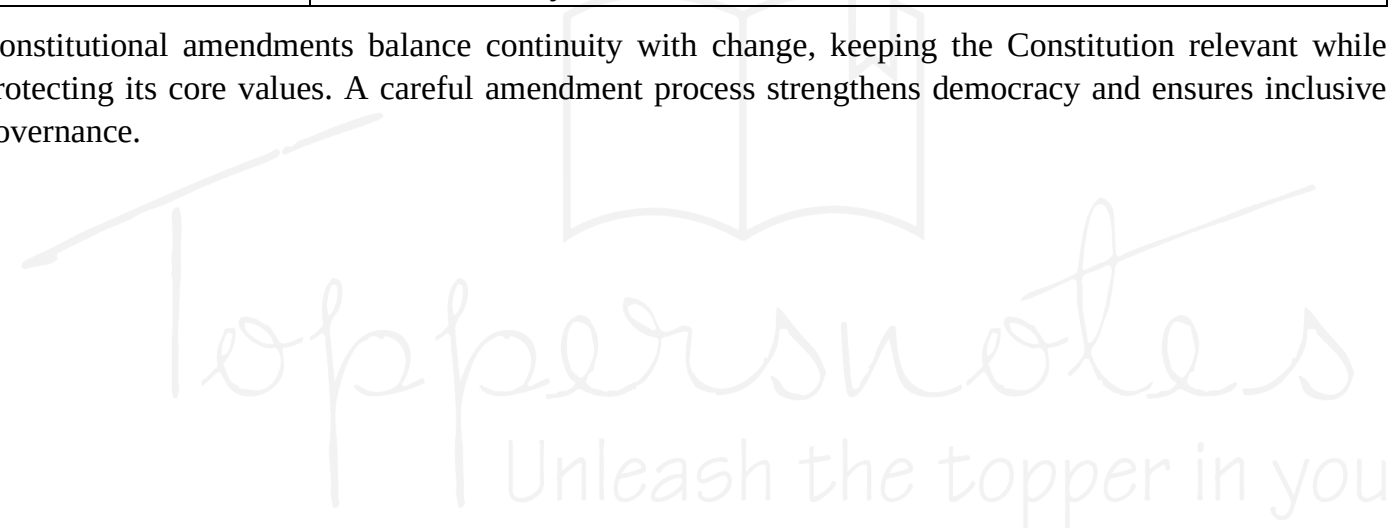 onstitutional amendments balance continuity with change, keeping the Constitution relevant while
rotecting its core values. A careful amendment process strengthens democracy and ensures inclusive
overnance.
Toppersnotes
Unleash the topper in you